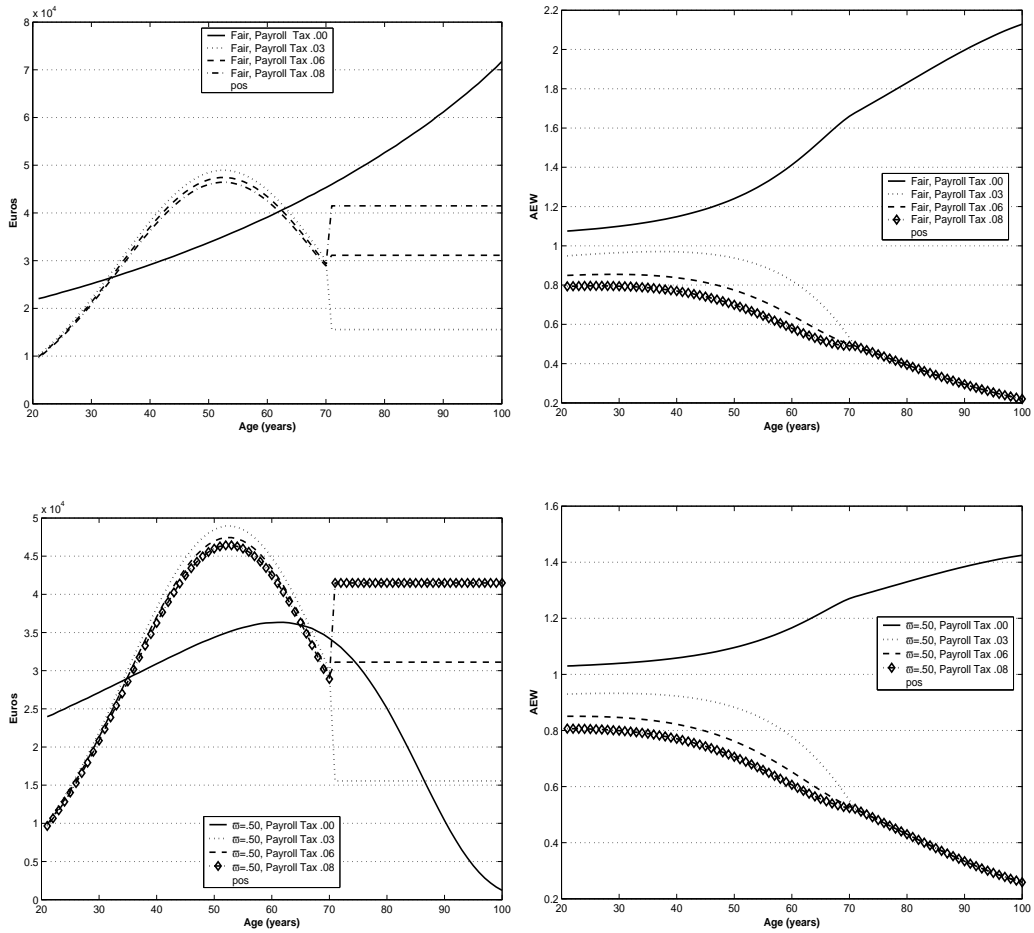 x 10⁴
8
7
6
5
4
3
2
1
0
Euros
20 30 40 50 60 70 80 90 100
Age (years)
Fair, Payroll Tax .00
Fair, Payroll Tax .03
Fair, Payroll Tax .06
Fair, Payroll Tax .08
pos
2.2
2
1.8
1.6
1.4
1.2
1
0.8
0.6
0.4
0.2
AEW
20 30 40 50 60 70 80 90 100
Age (years)
Fair, Payroll Tax .00
Fair, Payroll Tax .03
Fair, Payroll Tax .06
Fair, Payroll Tax .08
pos
x 10⁴
5
4.5
4
3.5
3
2.5
2
1.5
1
0.5
0
Euros
20 30 40 50 60 70 80 90 100
Age (years)
ϖ=.50, Payroll Tax .00
ϖ=.50, Payroll Tax .03
ϖ=.50, Payroll Tax .06
ϖ=.50, Payroll Tax .08
pos
1.6
1.4
1.2
1
0.8
0.6
0.4
0.2
AEW
20 30 40 50 60 70 80 90 100
Age (years)
ϖ=.50, Payroll Tax .00
ϖ=.50, Payroll Tax .03
ϖ=.50, Payroll Tax .06
ϖ=.50, Payroll Tax .08
pos